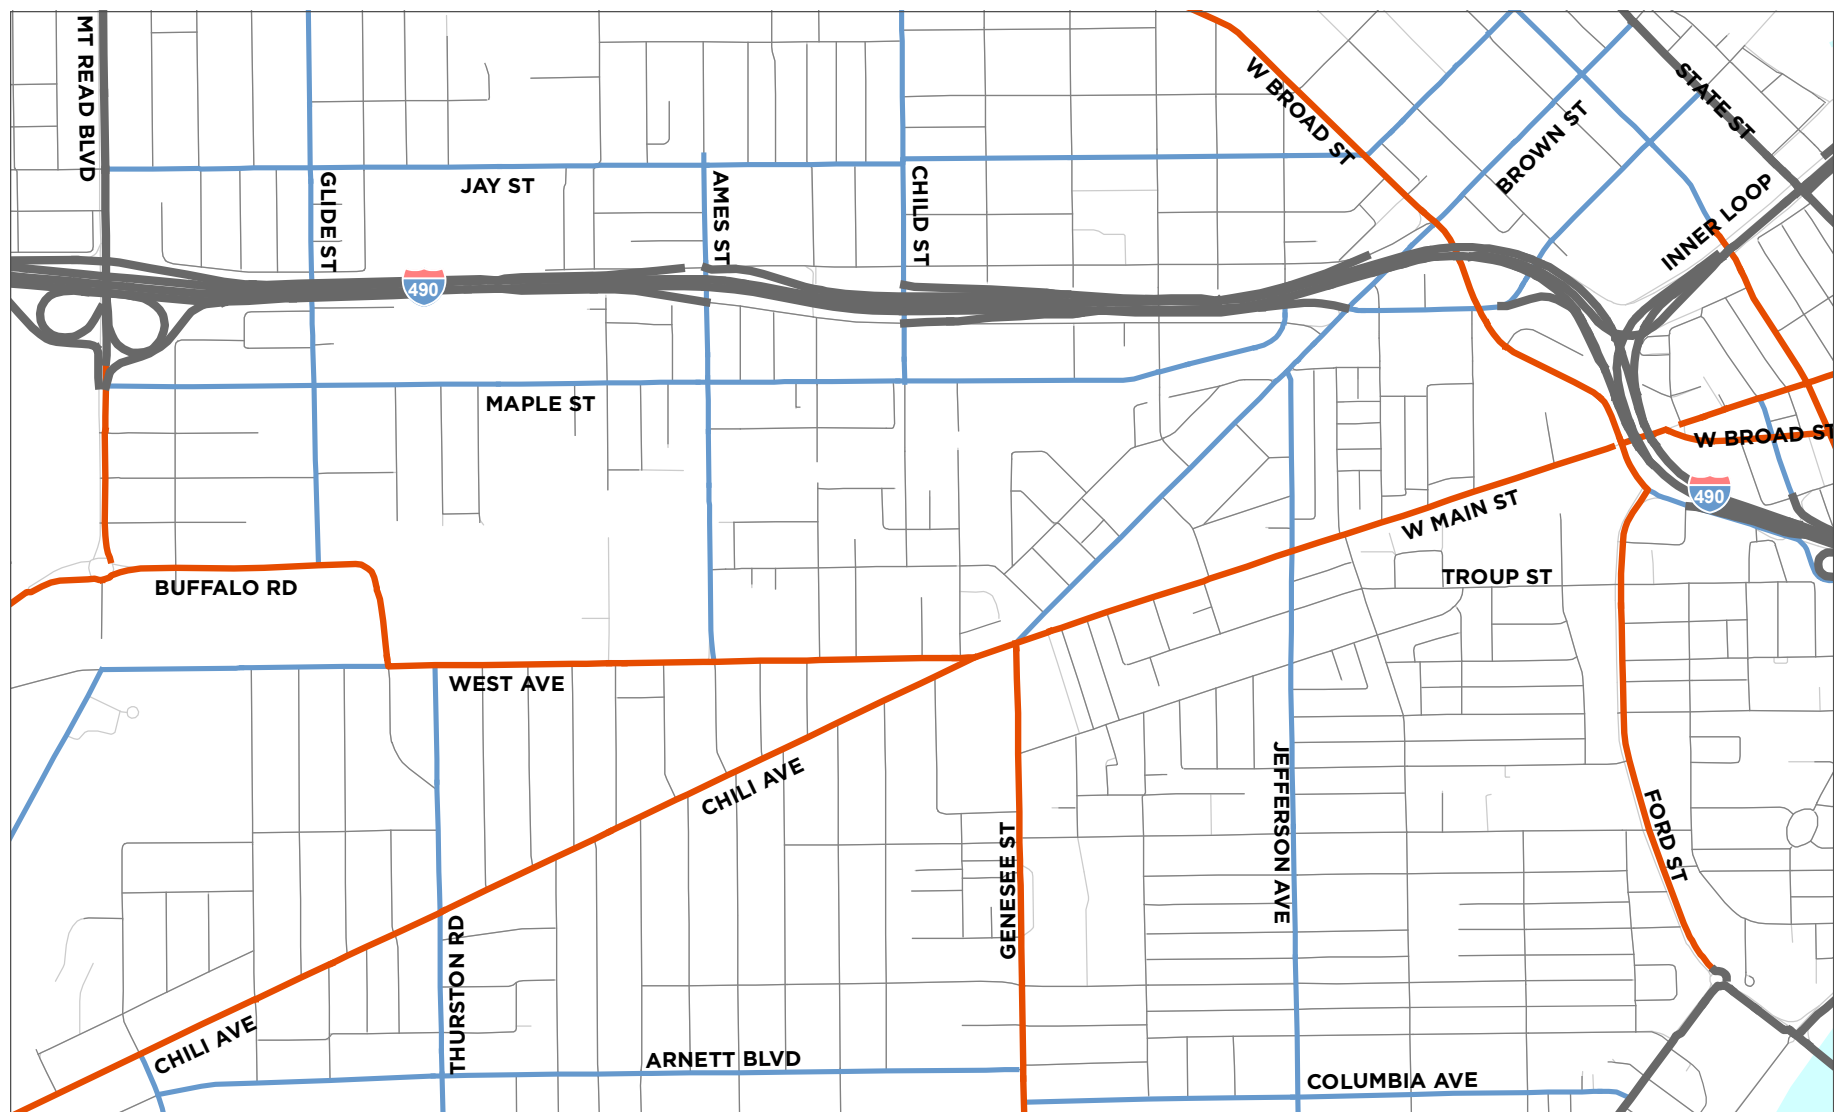 MT READ BLVD
W BROAD ST
STATE ST
BROWN ST
GLIDE ST
JAY ST
AMES ST
CHILD ST
INNER LOOP
490
MAPLE ST
W BROAD ST
490
W MAIN ST
TROUP ST
BUFFALO RD
WEST AVE
CHILI AVE
JEFFERSON AVE
FORD ST
GENESEE ST
THURSTON RD
CHILI AVE
ARNETT BLVD
COLUMBIA AVE